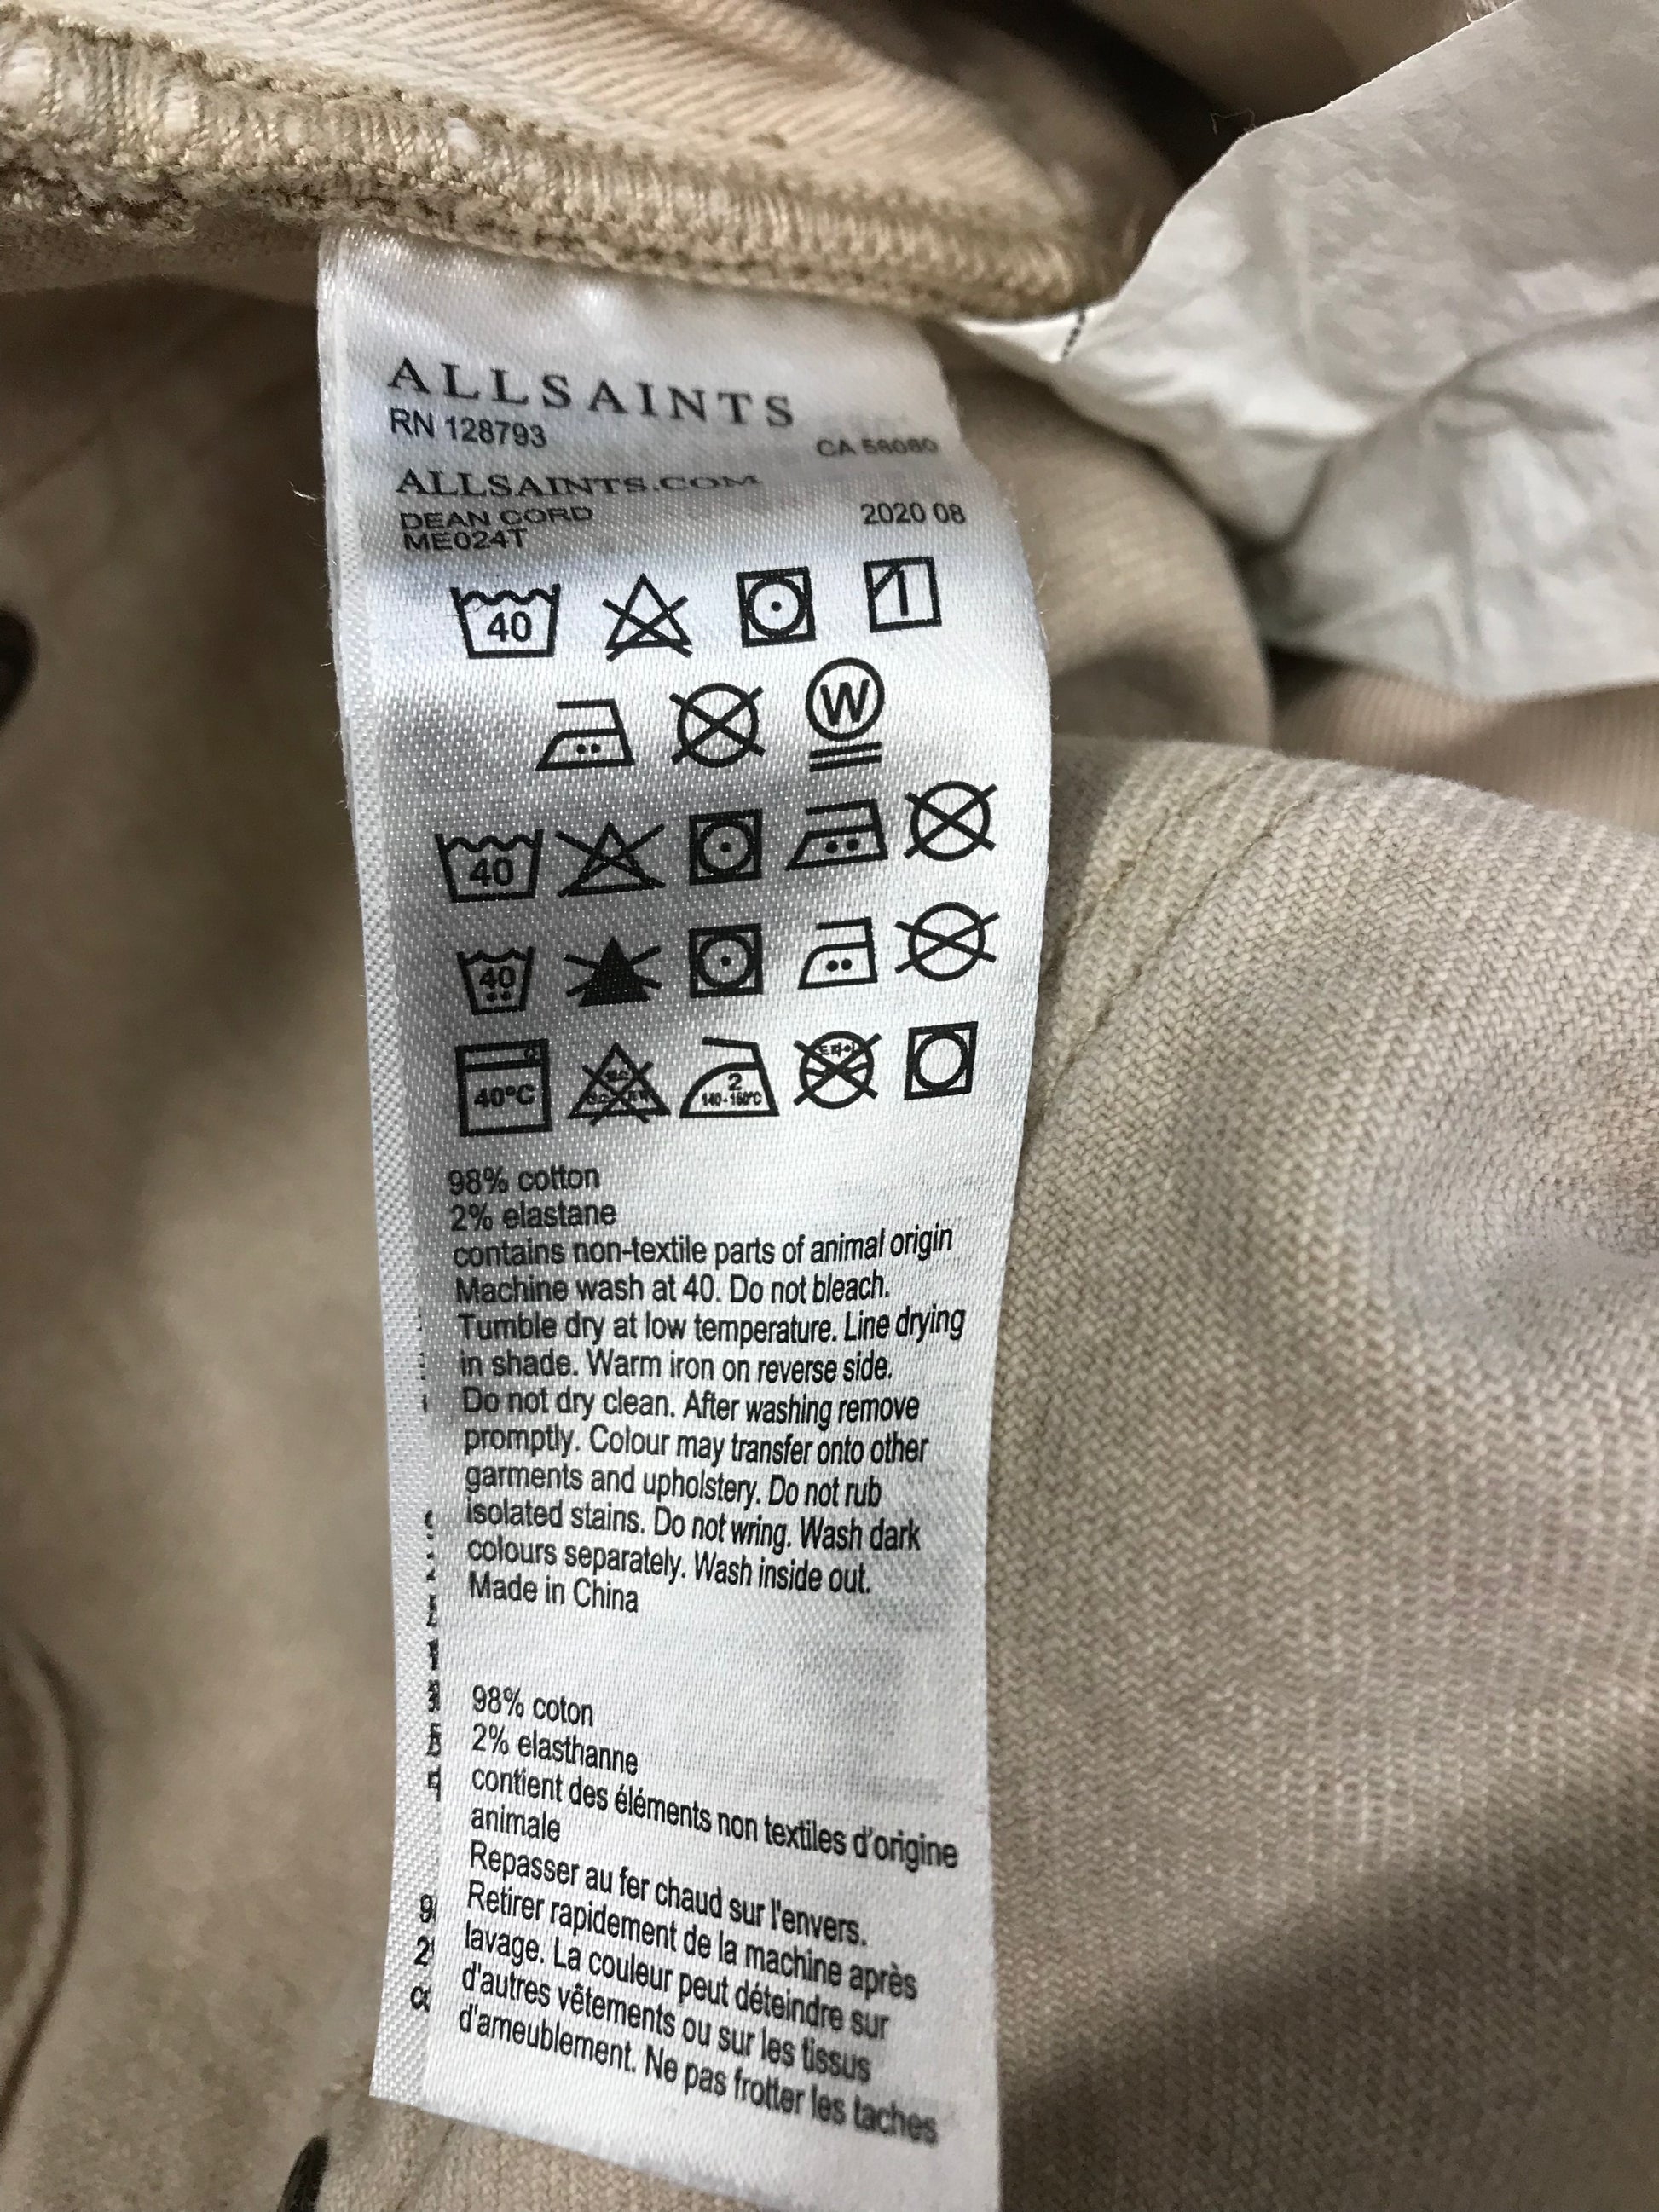 ALLSAINTS
RN 128793
CA 56080
ALLSAINTS.COM
DEAN CORD
2020 08
ME024T
40
1
W
40
40
40°C
2
140-160°C
98% cotton
2% elastane
contains non-textile parts of animal origin
Machine wash at 40. Do not bleach.
Tumble dry at low temperature. Line drying
in shade. Warm iron on reverse side.
Do not dry clean. After washing remove
promptly. Colour may transfer onto other
garments and upholstery. Do not rub
isolated stains. Do not wring. Wash dark
colours separately. Wash inside out.
Made in China
98% coton
2% elasthanne
contient des éléments non textiles d'origine
animale
Repasser au fer chaud sur l'envers.
Retirer rapidement de la machine après
lavage. La couleur peut déteindre sur
d'autres vêtements ou sur les tissus
d'ameublement. Ne pas frotter les taches